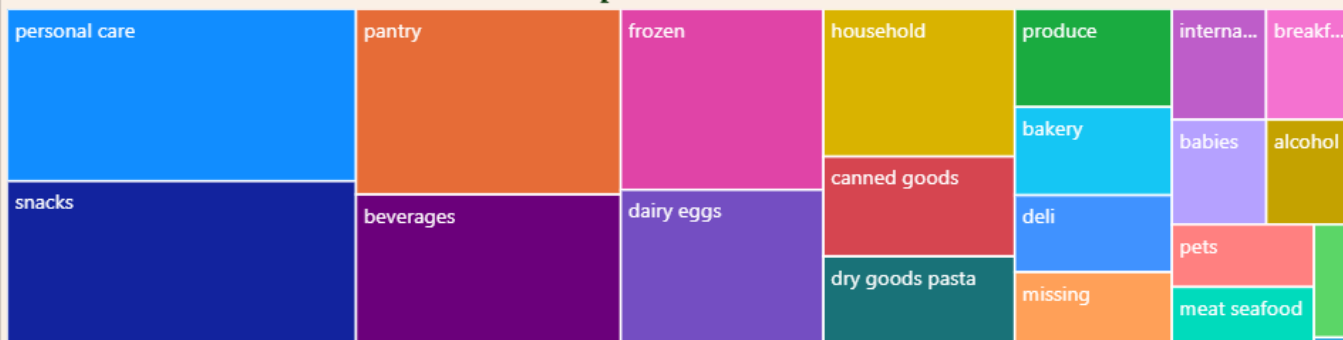 personal care
snacks
pantry
beverages
frozen
dairy eggs
household
canned goods
dry goods pasta
produce
bakery
deli
missing
interna...
breakf...
babies
alcohol
pets
meat seafood